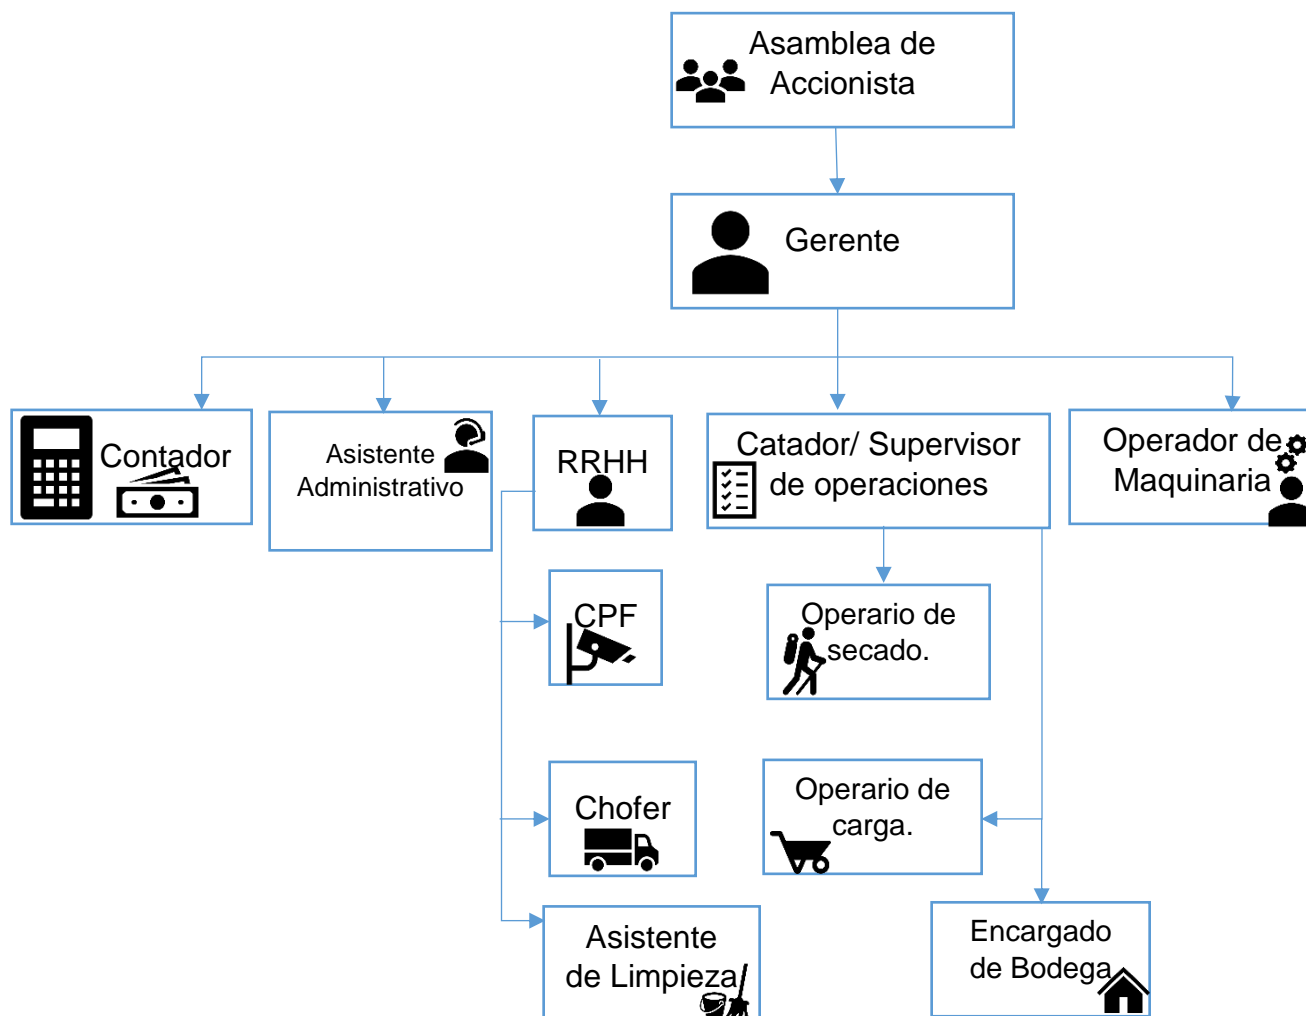 Asamblea de
Accionista
Gerente
Contador
Asistente
Administrativo
RRHH
Catador/ Supervisor
de operaciones
Operador de
Maquinaria
CPF
Operario de
secado.
Chofer
Operario de
carga.
Asistente
de Limpieza
Encargado
de Bodega